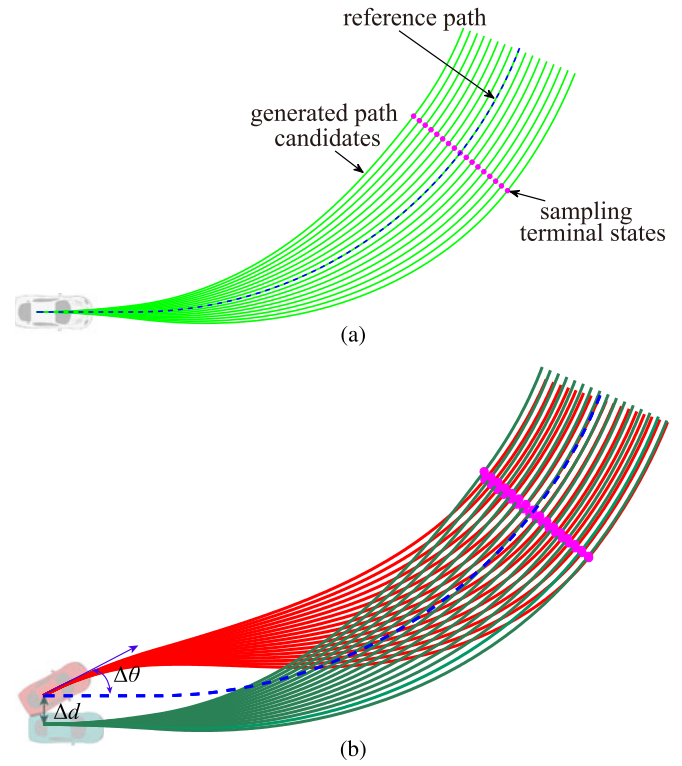 reference path
generated path
candidates
sampling
terminal states
(a)
Δθ
Δd
(b)